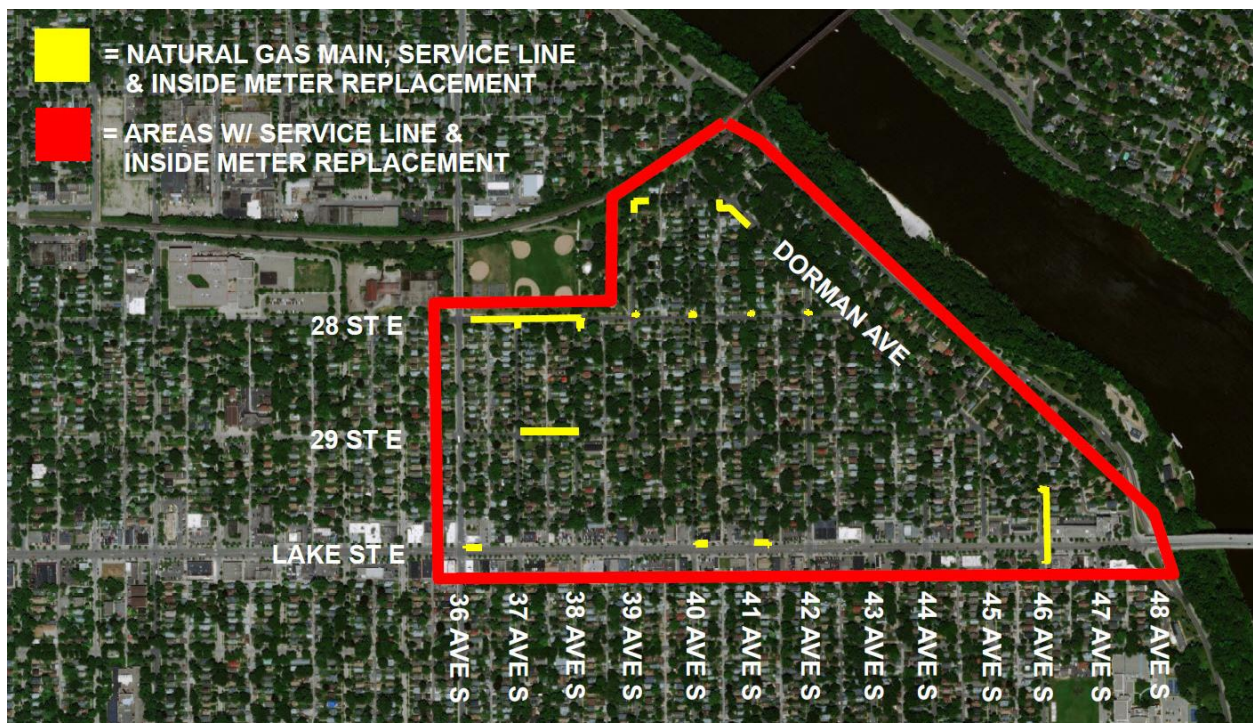 = NATURAL GAS MAIN, SERVICE LINE
& INSIDE METER REPLACEMENT
= AREAS W/ SERVICE LINE &
INSIDE METER REPLACEMENT
DORMAN AVE
28 ST E
29 ST E
LAKE ST E
36 AVE S
37 AVE S
38 AVE S
39 AVE S
40 AVE S
41 AVE S
42 AVE S
43 AVE S
44 AVE S
45 AVE S
46 AVE S
47 AVE S
48 AVE S